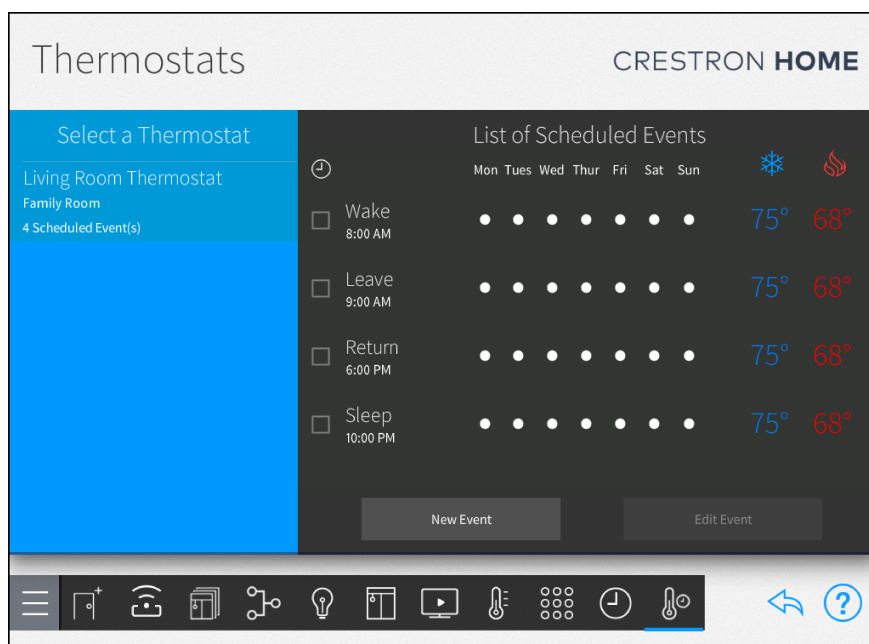 Thermostats
CRESTRON HOME
Select a Thermostat
Living Room Thermostat
Family Room
4 Scheduled Event(s)
List of Scheduled Events
Mon Tues Wed Thur Fri Sat Sun
Wake
8:00 AM
75° 68°
Leave
9:00 AM
75° 68°
Return
6:00 PM
75° 68°
Sleep
10:00 PM
75° 68°
New Event
Edit Event
?